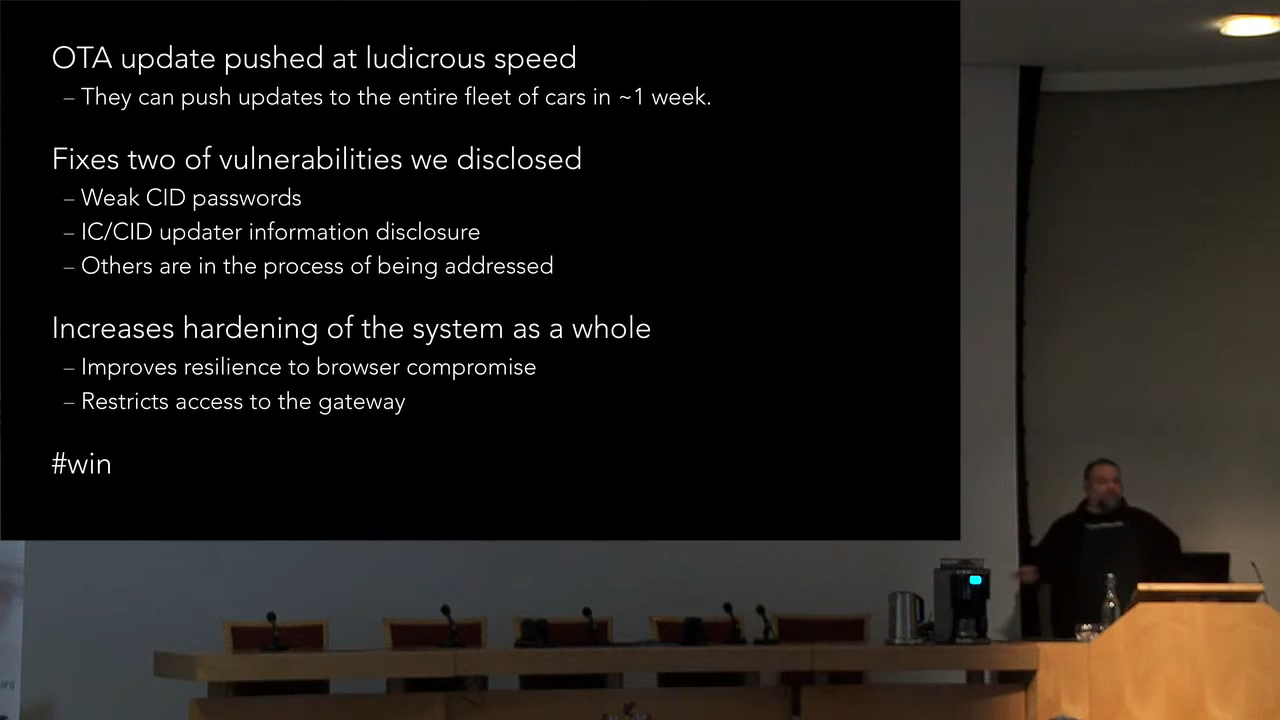 OTA update pushed at ludicrous speed
– They can push updates to the entire fleet of cars in ~1 week.
Fixes two of vulnerabilities we disclosed
– Weak CID passwords
– IC/CID updater information disclosure
– Others are in the process of being addressed
Increases hardening of the system as a whole
– Improves resilience to browser compromise
– Restricts access to the gateway
#win